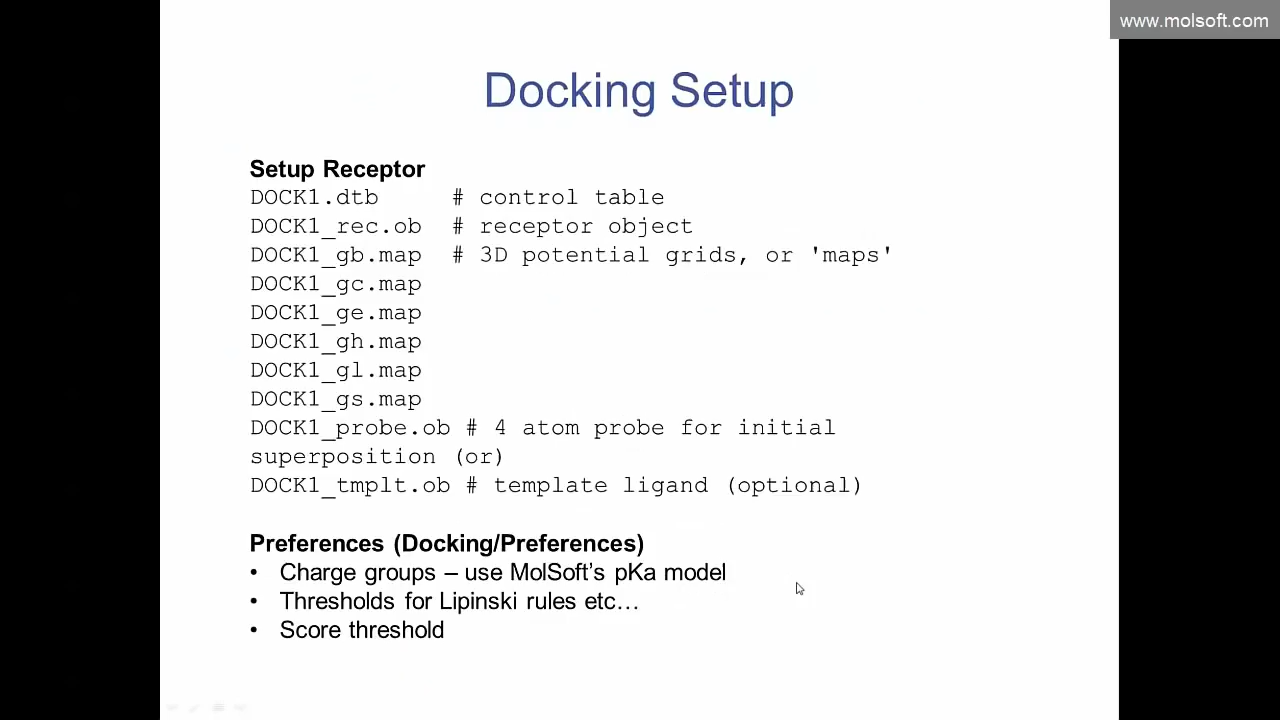 www.molsoft.com
Docking Setup
Setup Receptor
DOCK1.dtb # control table
DOCK1_rec.ob # receptor object
DOCK1_gb.map # 3D potential grids, or 'maps'
DOCK1_gc.map
DOCK1_ge.map
DOCK1_gh.map
DOCK1_gl.map
DOCK1_gs.map
DOCK1_probe.ob # 4 atom probe for initial
superposition (or)
DOCK1_tmplt.ob # template ligand (optional)
Preferences (Docking/Preferences)
• Charge groups – use MolSoft’s pKa model
• Thresholds for Lipinski rules etc…
• Score threshold